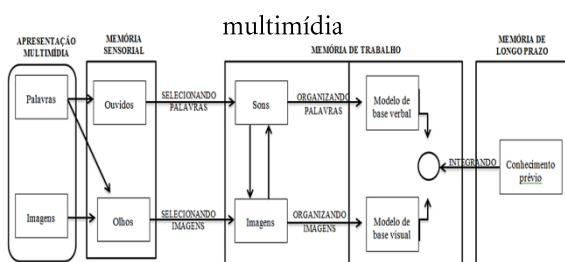 multimídia
APRESENTAÇÃO
MULTIMÍDIA
MEMÓRIA
SENSORIAL
MEMÓRIA DE TRABALHO
MEMÓRIA DE
LONGO PRAZO
Palavras
Ouvidos
SELECIONANDO
PALAVRAS
Sons
ORGANIZANDO
PALAVRAS
Modelo de
base verbal
INTEGRANDO
Conhecimento
prévio
Imagens
Olhos
SELECIONANDO
IMAGENS
Imagens
ORGANIZANDO
IMAGENS
Modelo de
base visual